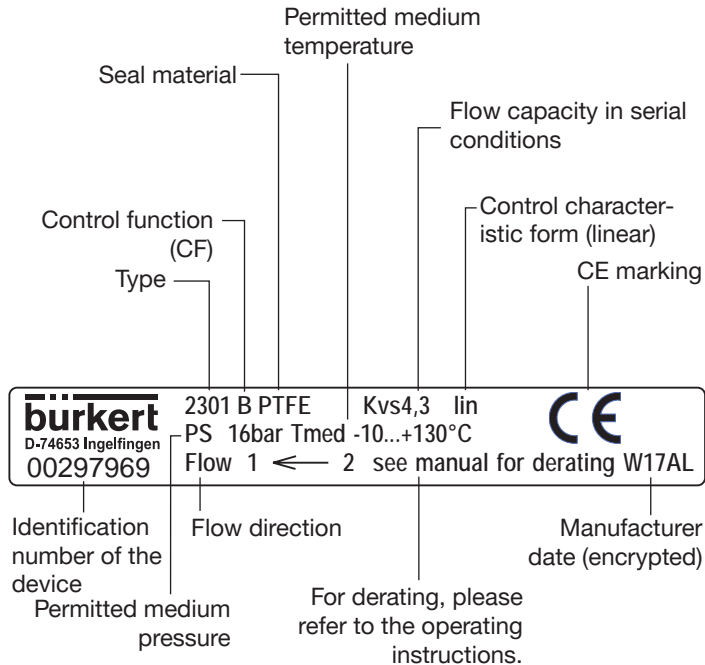 Permitted medium
temperature
Seal material
Flow capacity in serial
conditions
Control function
(CF)
Control character-
istic form (linear)
Type
CE marking
bürkert
D-74653 Ingelfingen
00297969
2301 B PTFE Kvs4,3 lin
PS 16bar Tmed -10...+130°C
Flow 1 ← 2 see manual for derating W17AL
CE
Identification
number of the
device
Flow direction
Manufacturer
date (encrypted)
Permitted medium
pressure
For derating, please
refer to the operating
instructions.